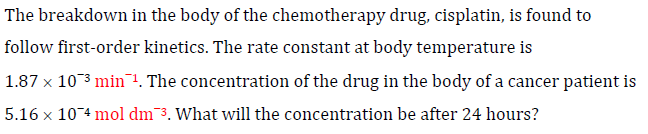 The breakdown in the body of the chemotherapy drug, cisplatin, is found to
follow first-order kinetics. The rate constant at body temperature is
1.87 × 10⁻³ min⁻¹. The concentration of the drug in the body of a cancer patient is
5.16 × 10⁻⁴ mol dm⁻³. What will the concentration be after 24 hours?